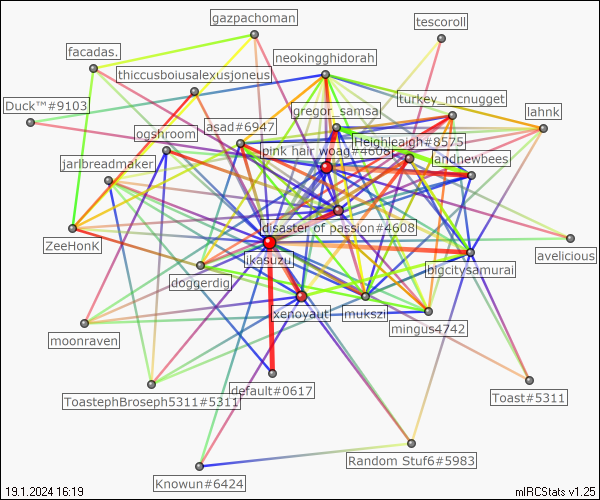 gazpachoman
tescoroll
facadas.
neokingghidorah
thiccusboiusalexusjoneus
Duck™#9103
turkey_mcnugget
gregor_samsa
lahnk
ogshroom
asad#6947
Heighleaigh#8575
pink hair woag#4608
jarlbreadmaker
landnewbees
disaster of passion#4608
ZeeHonK
jkasuzu
avelicious
doggerdig
bigcitysamurai
xenoyaut
mukszi
mingus4742
moonraven
default#0617
ToastephBroseph5311#5311
Toast#5311
Random Stuf6#5983
Knowun#6424
19.1.2024 16:19
mIRCStats v1.25